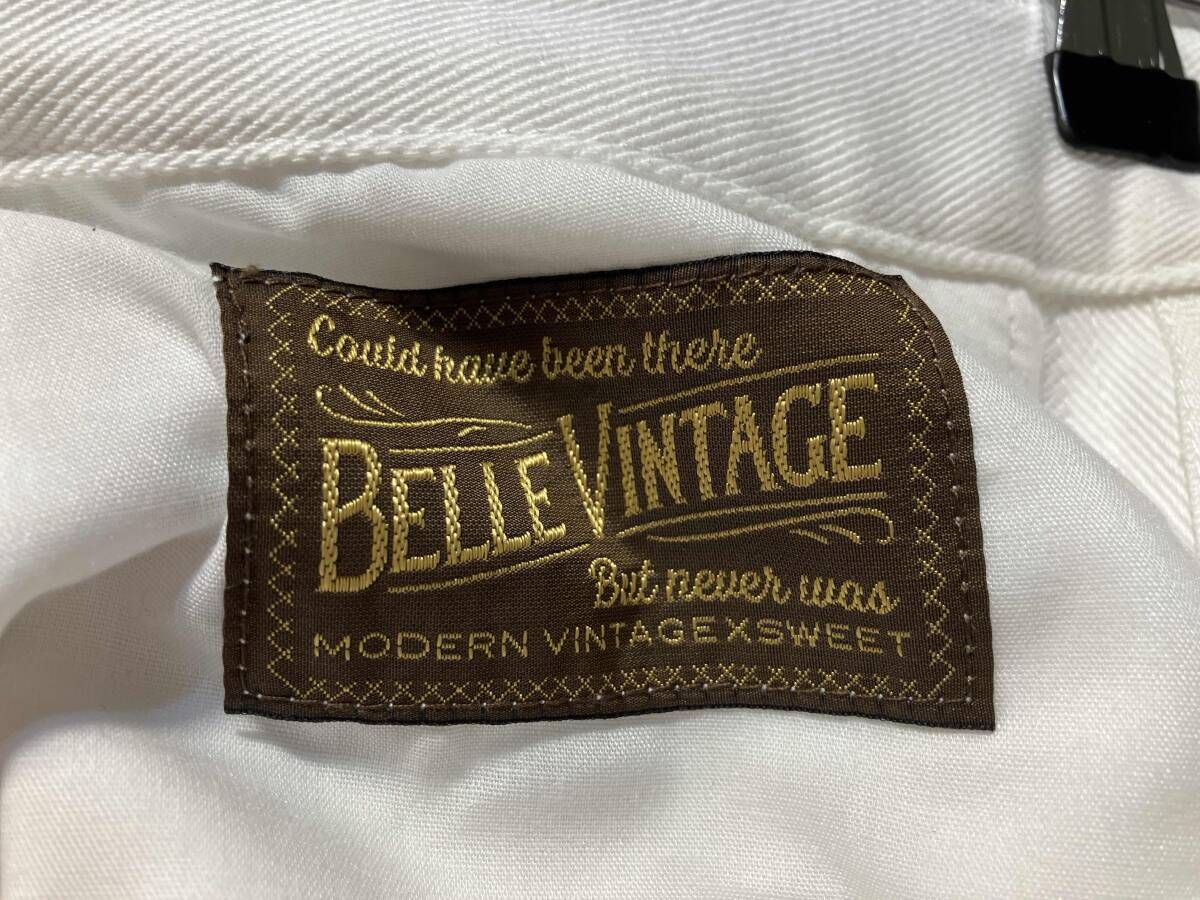 Could have been there
BELLE VINTAGE
But never was
MODERN VINTAGEXSWEET